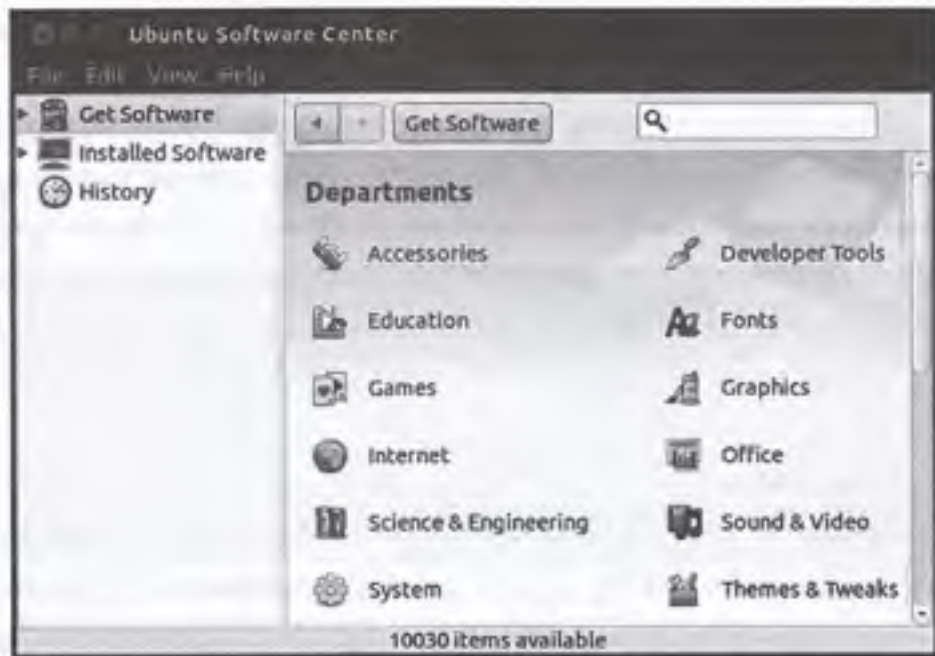 Ubuntu Software Center
File Edit View Help
Get Software
Installed Software
History
Get Software
Departments
Accessories
Developer Tools
Education
Fonts
Games
Graphics
Internet
Office
Science & Engineering
Sound & Video
System
Themes & Tweaks
10030 items available